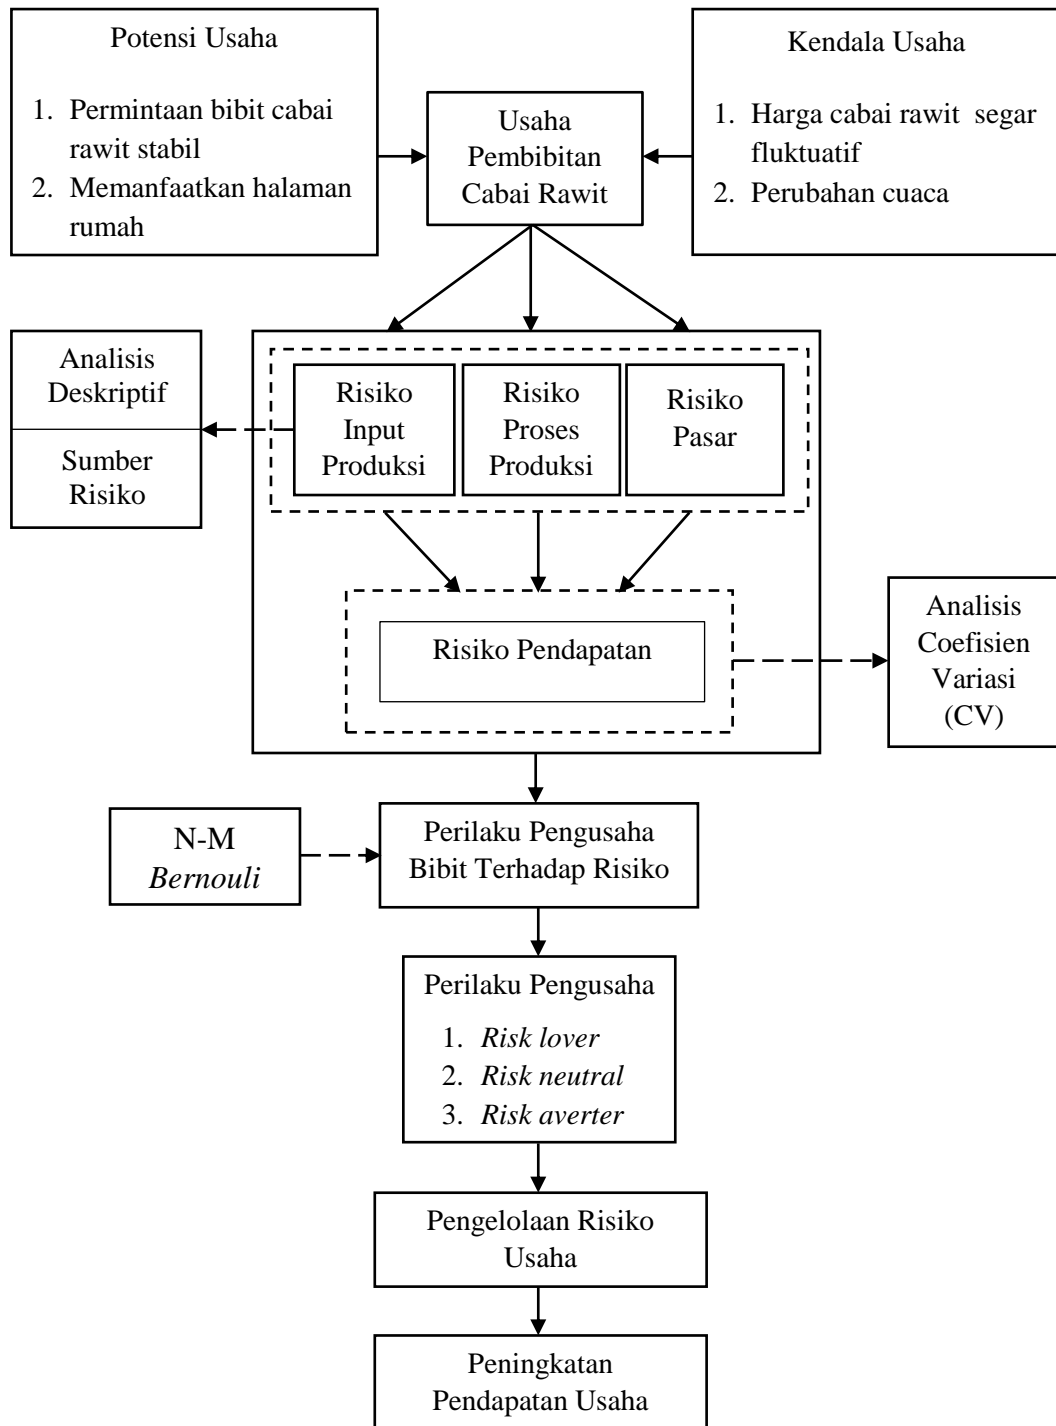 Potensi Usaha
1. Permintaan bibit cabai
rawit stabil
2. Memanfaatkan halaman
rumah
Usaha
Pembibitan
Cabai Rawit
Kendala Usaha
1. Harga cabai rawit segar
fluktuatif
2. Perubahan cuaca
Analisis
Deskriptif
Sumber
Risiko
Risiko
Input
Produksi
Risiko
Proses
Produksi
Risiko
Pasar
Risiko Pendapatan
Analisis
Coefisien
Variasi
(CV)
N-M
Bernouli
Perilaku Pengusaha
Bibit Terhadap Risiko
Perilaku Pengusaha
1. Risk lover
2. Risk neutral
3. Risk averter
Pengelolaan Risiko
Usaha
Peningkatan
Pendapatan Usaha